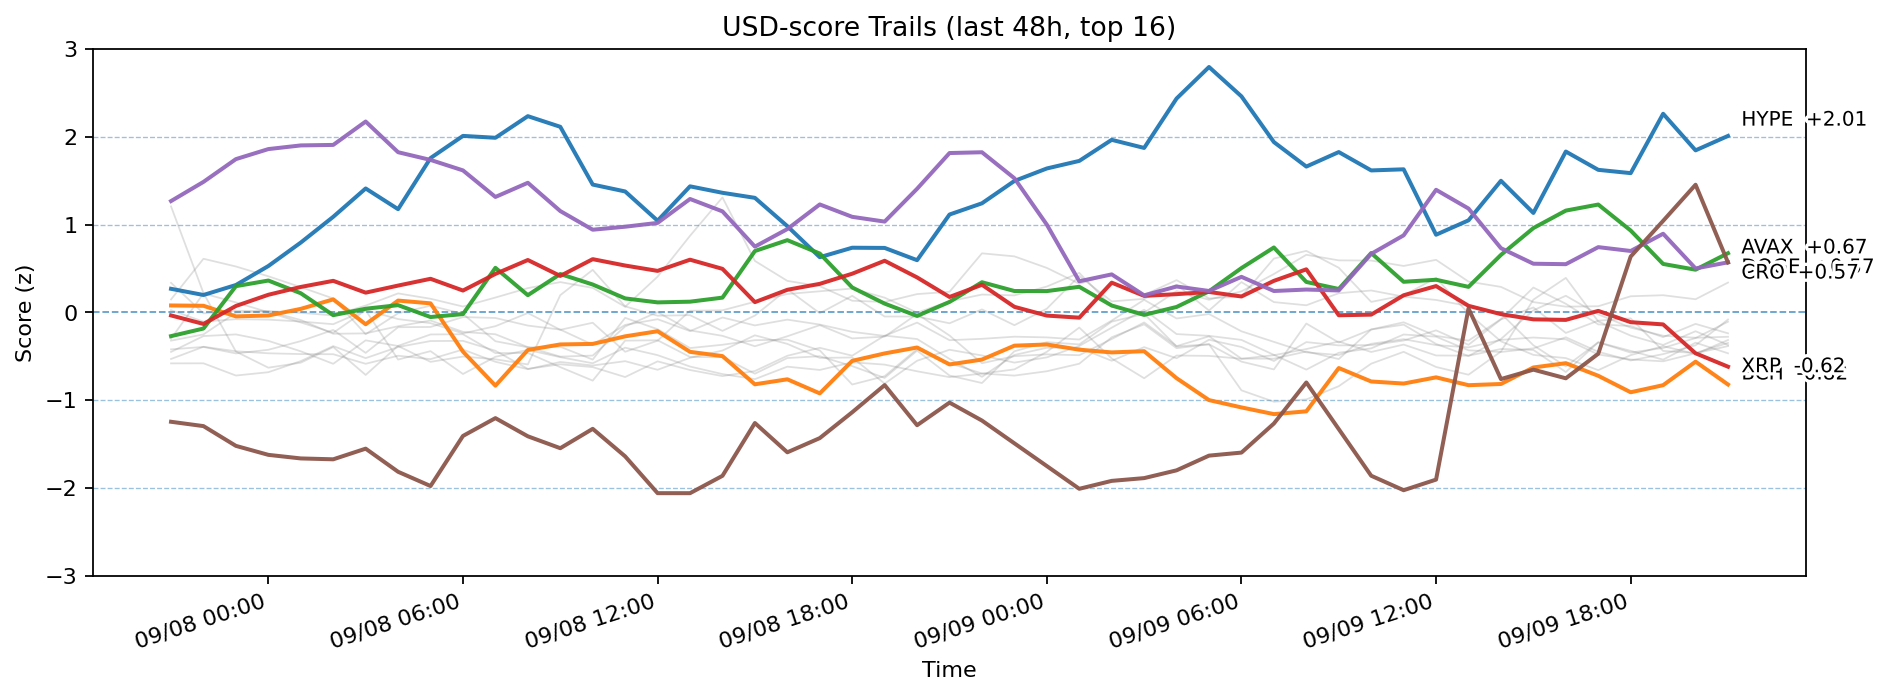 USD-score Trails (last 48h, top 16)
Score (z)
3
2
1
0
−1
−2
−3
HYPE +2.01
AVAX +0.67
CRO +0.57
XRP -0.62
09/08 00:00
09/08 06:00
09/08 12:00
09/08 18:00
09/09 00:00
09/09 06:00
09/09 12:00
09/09 18:00
Time